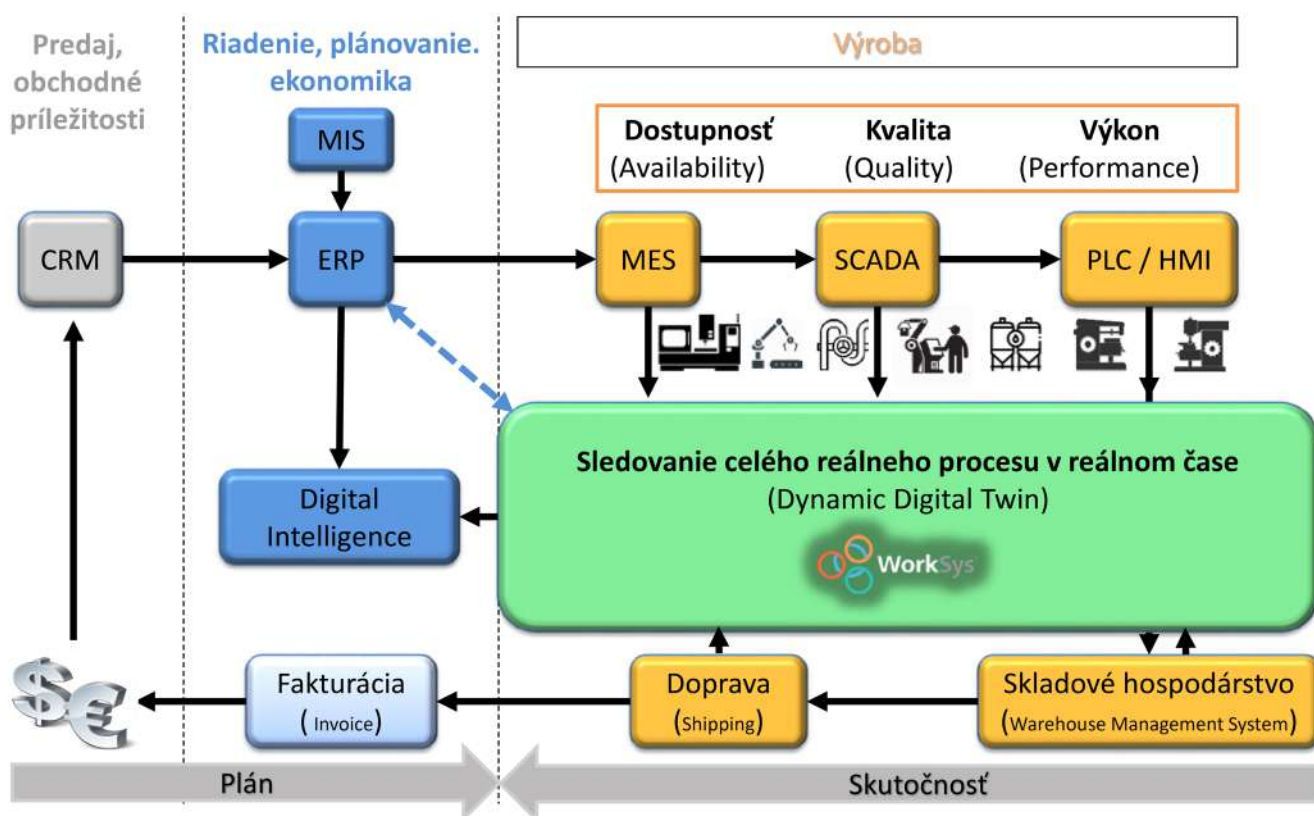 Predaj,
obchodné
príležitosti
Riadenie, plánovanie.
ekonomika
Výroba
MIS
Dostupnosť
(Availability)
Kvalita
(Quality)
Výkon
(Performance)
CRM
ERP
MES
SCADA
PLC / HMI
Sledovanie celého reálneho procesu v reálnom čase
(Dynamic Digital Twin)
WorkSys
Digital
Intelligence
$€
Fakturácia
( Invoice)
Doprava
(Shipping)
Skladové hospodárstvo
(Warehouse Management System)
Plán
Skutočnosť